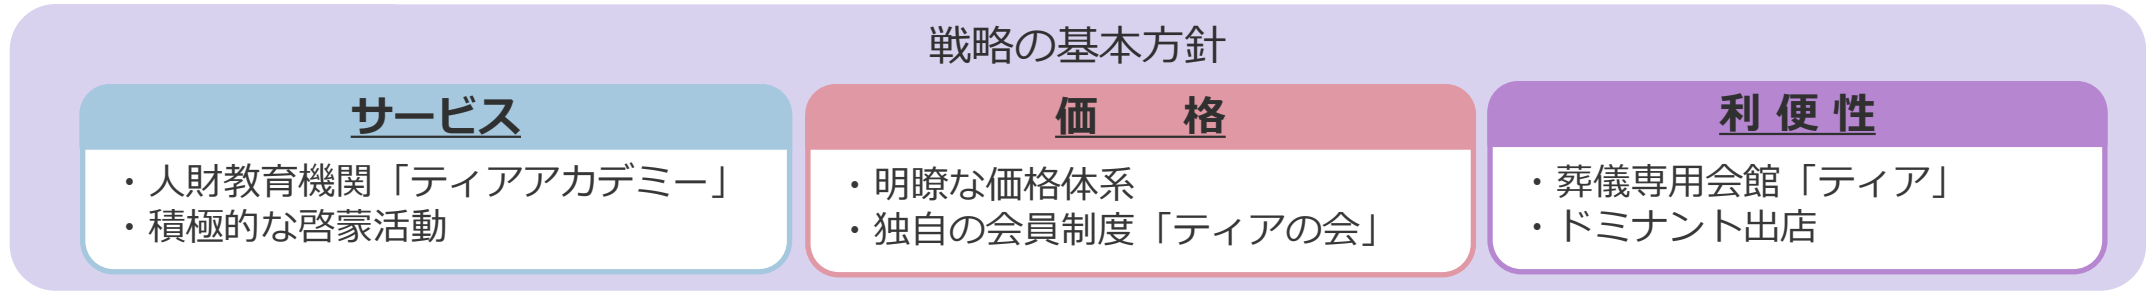 戦略の基本方針
サービス
・人財教育機関「ティアアカデミー」
・積極的な啓蒙活動
価　　格
・明瞭な価格体系
・独自の会員制度「ティアの会」
利 便 性
・葬儀専用会館「ティア」
・ドミナント出店